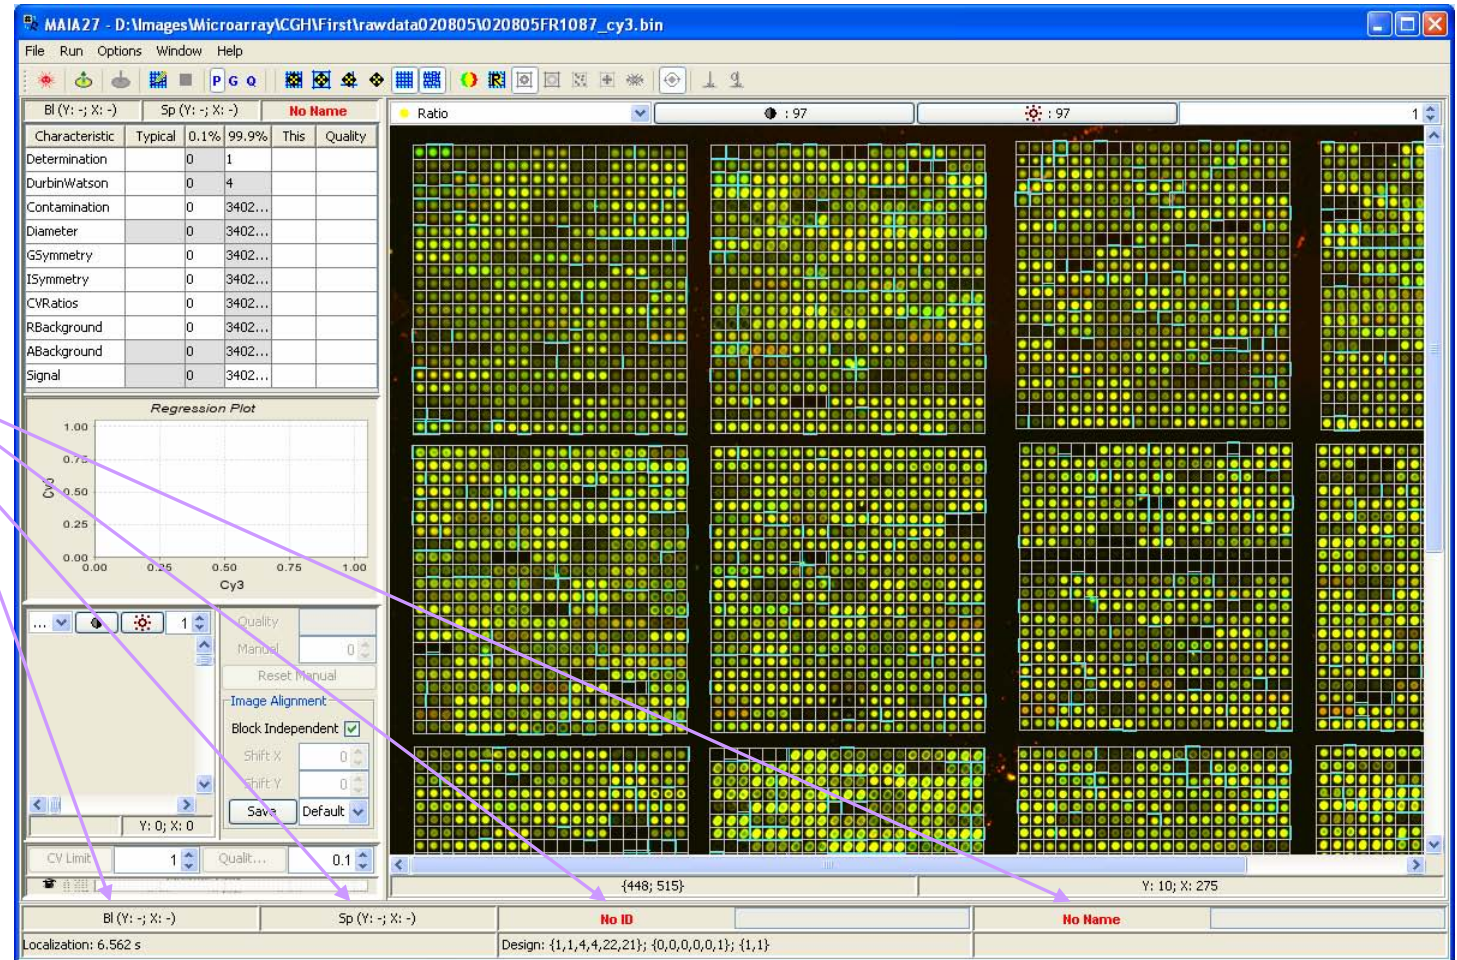 MAIA27 - D:\Images\Microarray\CGH\First\rawdata020805\020805FR1087_cy3.bin
File Run Options Window Help
P G Q
Bl (Y: -; X: -) Sp (Y: -; X: -) No Name
Ratio : 97 : 97 1
Characteristic Typical 0.1% 99.9% This Quality
Determination 0 1
DurbinWatson 0 4
Contamination 0 3402...
Diameter 0 3402...
GSymmetry 0 3402...
ISymmetry 0 3402...
CVRatios 0 3402...
RBackground 0 3402...
ABackground 0 3402...
Signal 0 3402...
Regression Plot
1.00
0.75
Cy5 0.50
0.25
0.00
0.00 0.25 0.50 0.75 1.00
Cy3
... 1 Quality
Manual 0
Reset Manual
Image Alignment
Block Independent
Shift X 0
Shift Y 0
Save Default
Y: 0; X: 0
CV Limit 1 Qualit... 0.1
{448; 515} Y: 10; X: 275
Bl (Y: -; X: -) Sp (Y: -; X: -) No ID No Name
Localization: 6.562 s Design: {1,1,4,4,22,21}; {0,0,0,0,0,1}; {1,1}